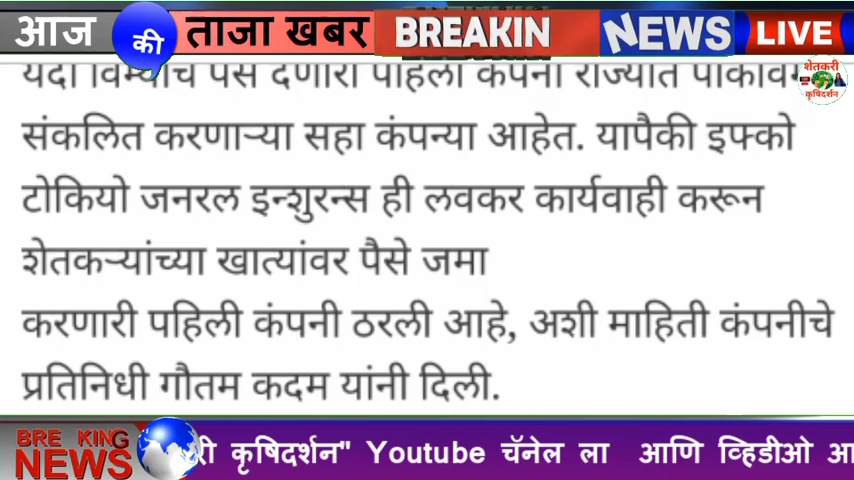 आज की ताजा खबर BREAKIN NEWS LIVE
शेतकरी
कृषिदर्शन
संकलित करणाऱ्या सहा कंपन्या आहेत. यापैकी इफ्को
टोकियो जनरल इन्शुरन्स ही लवकर कार्यवाही करून
शेतकऱ्यांच्या खात्यांवर पैसे जमा
करणारी पहिली कंपनी ठरली आहे, अशी माहिती कंपनीचे
प्रतिनिधी गौतम कदम यांनी दिली.
BRE KING
NEWS
री कृषिदर्शन" Youtube चॅनेल ला आणि व्हिडीओ आ